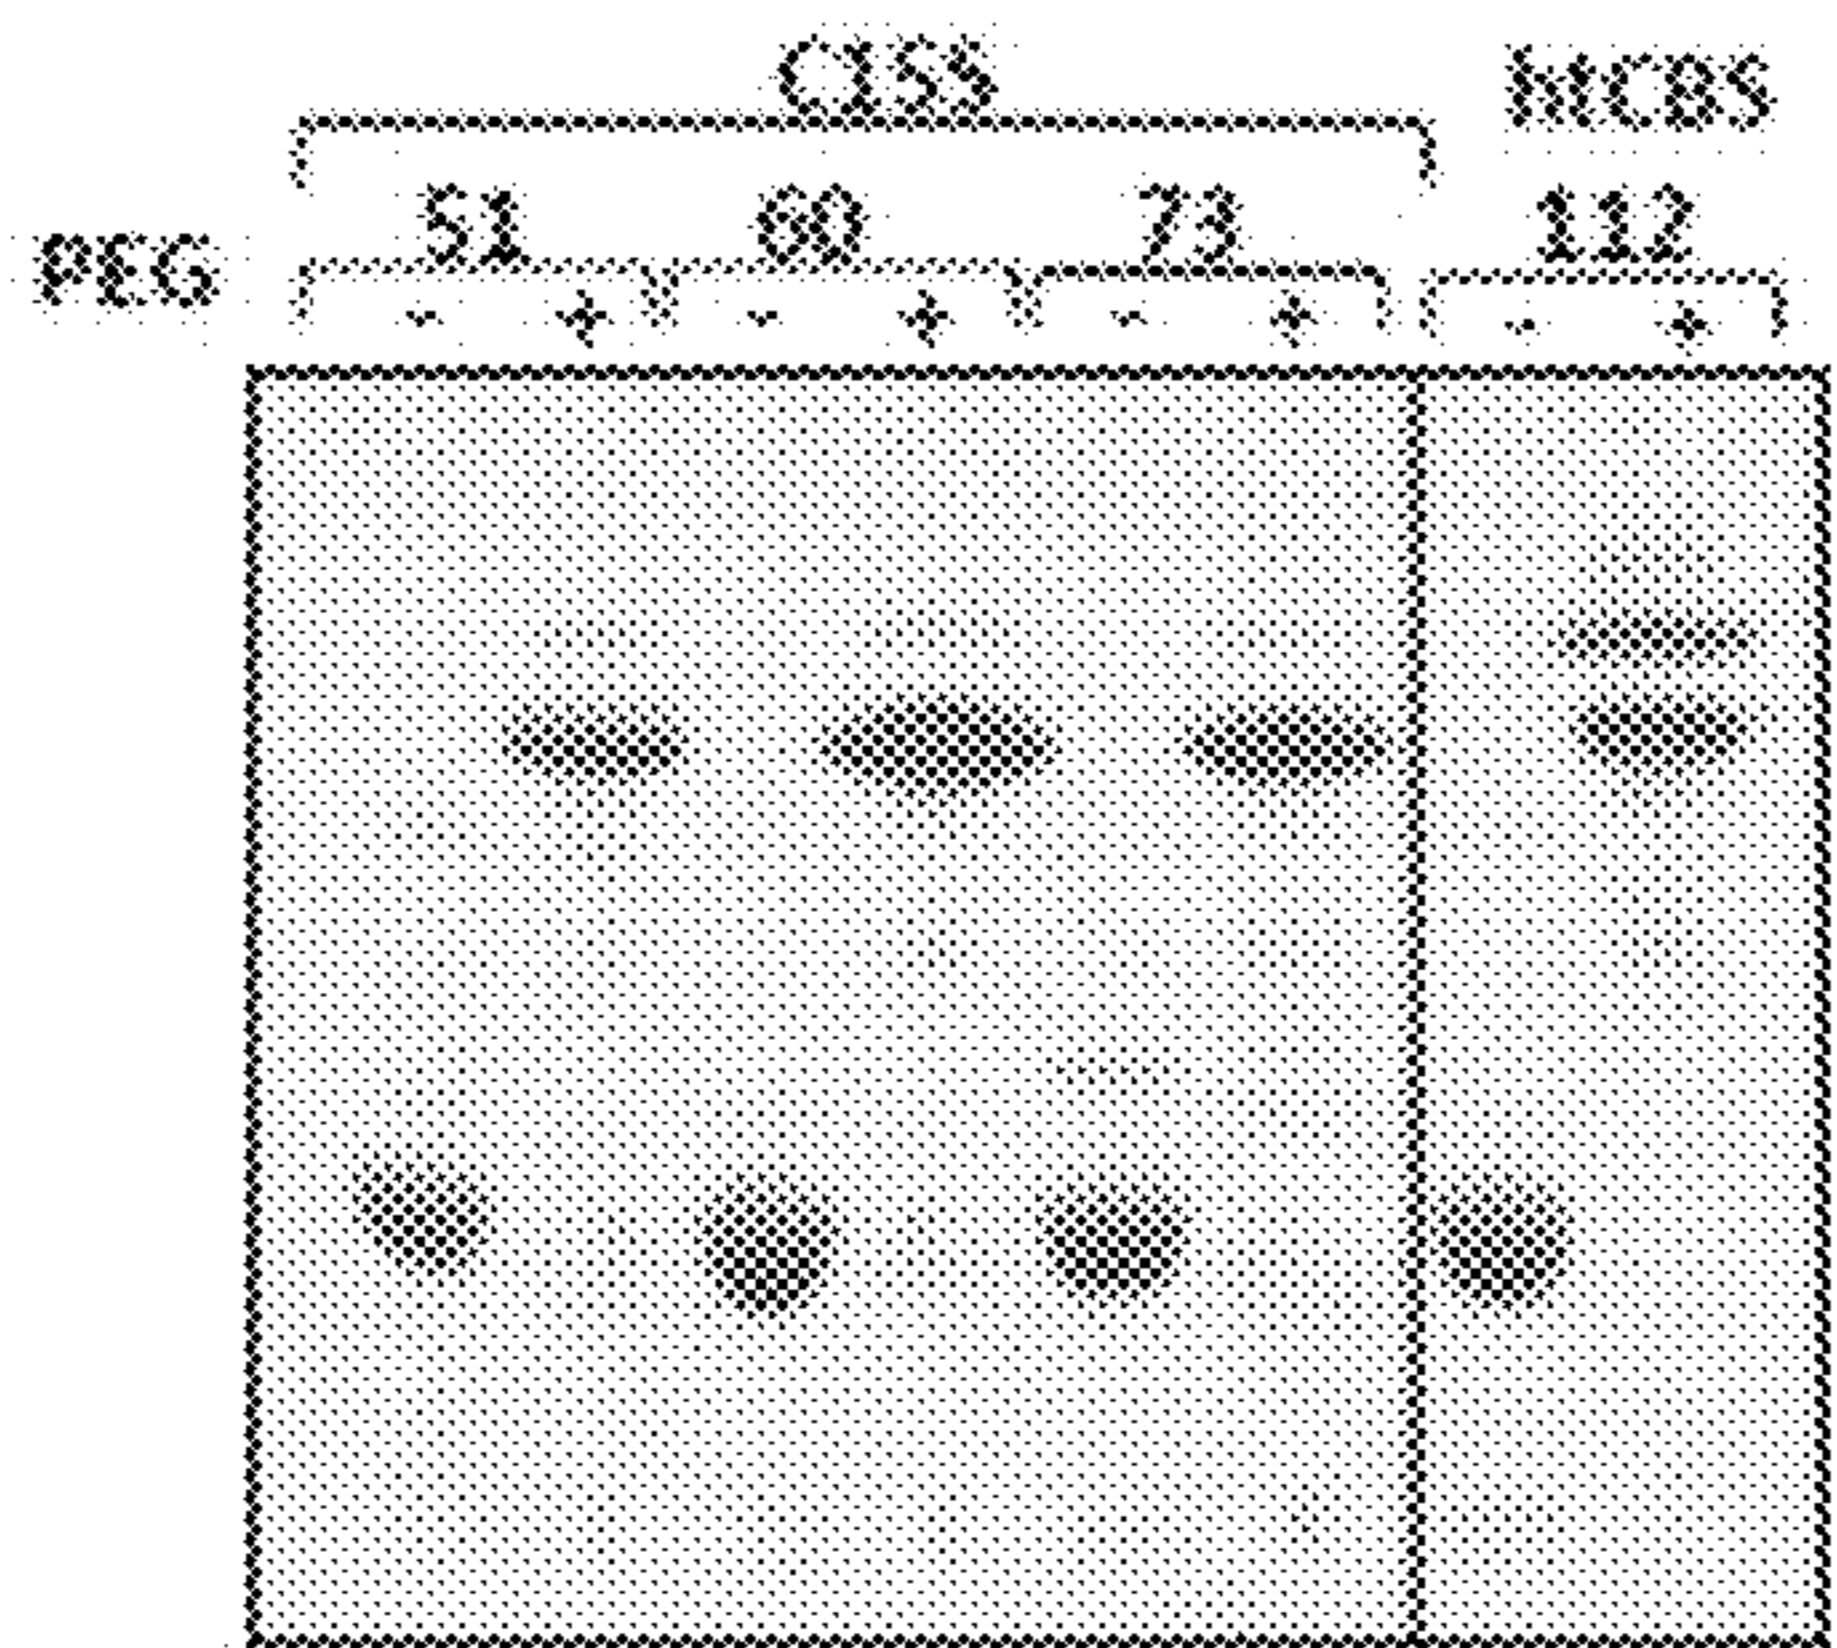 C15S htCBS
51 60 73 112
PEG - + - + - + - +